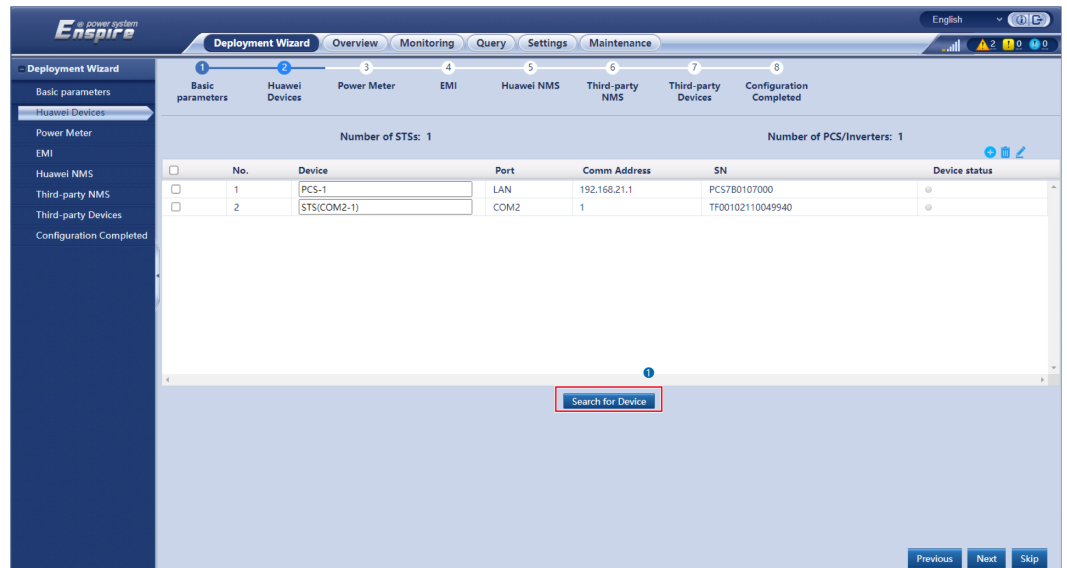 English
@ power system
Enspire
Deployment Wizard Overview Monitoring Query Settings Maintenance
2 0 0
Deployment Wizard
Basic parameters
Huawei Devices
Power Meter
EMI
Huawei NMS
Third-party NMS
Third-party Devices
Configuration Completed
1 2 3 4 5 6 7 8
Basic parameters Huawei Devices Power Meter EMI Huawei NMS Third-party NMS Third-party Devices Configuration Completed
Number of STSs: 1 Number of PCS/Inverters: 1
No. Device Port Comm Address SN Device status
1 PCS-1 LAN 192.168.21.1 PCS7B0107000
2 STS(COM2-1) COM2 1 TF00102110049940
1
Search for Device
Previous Next Skip